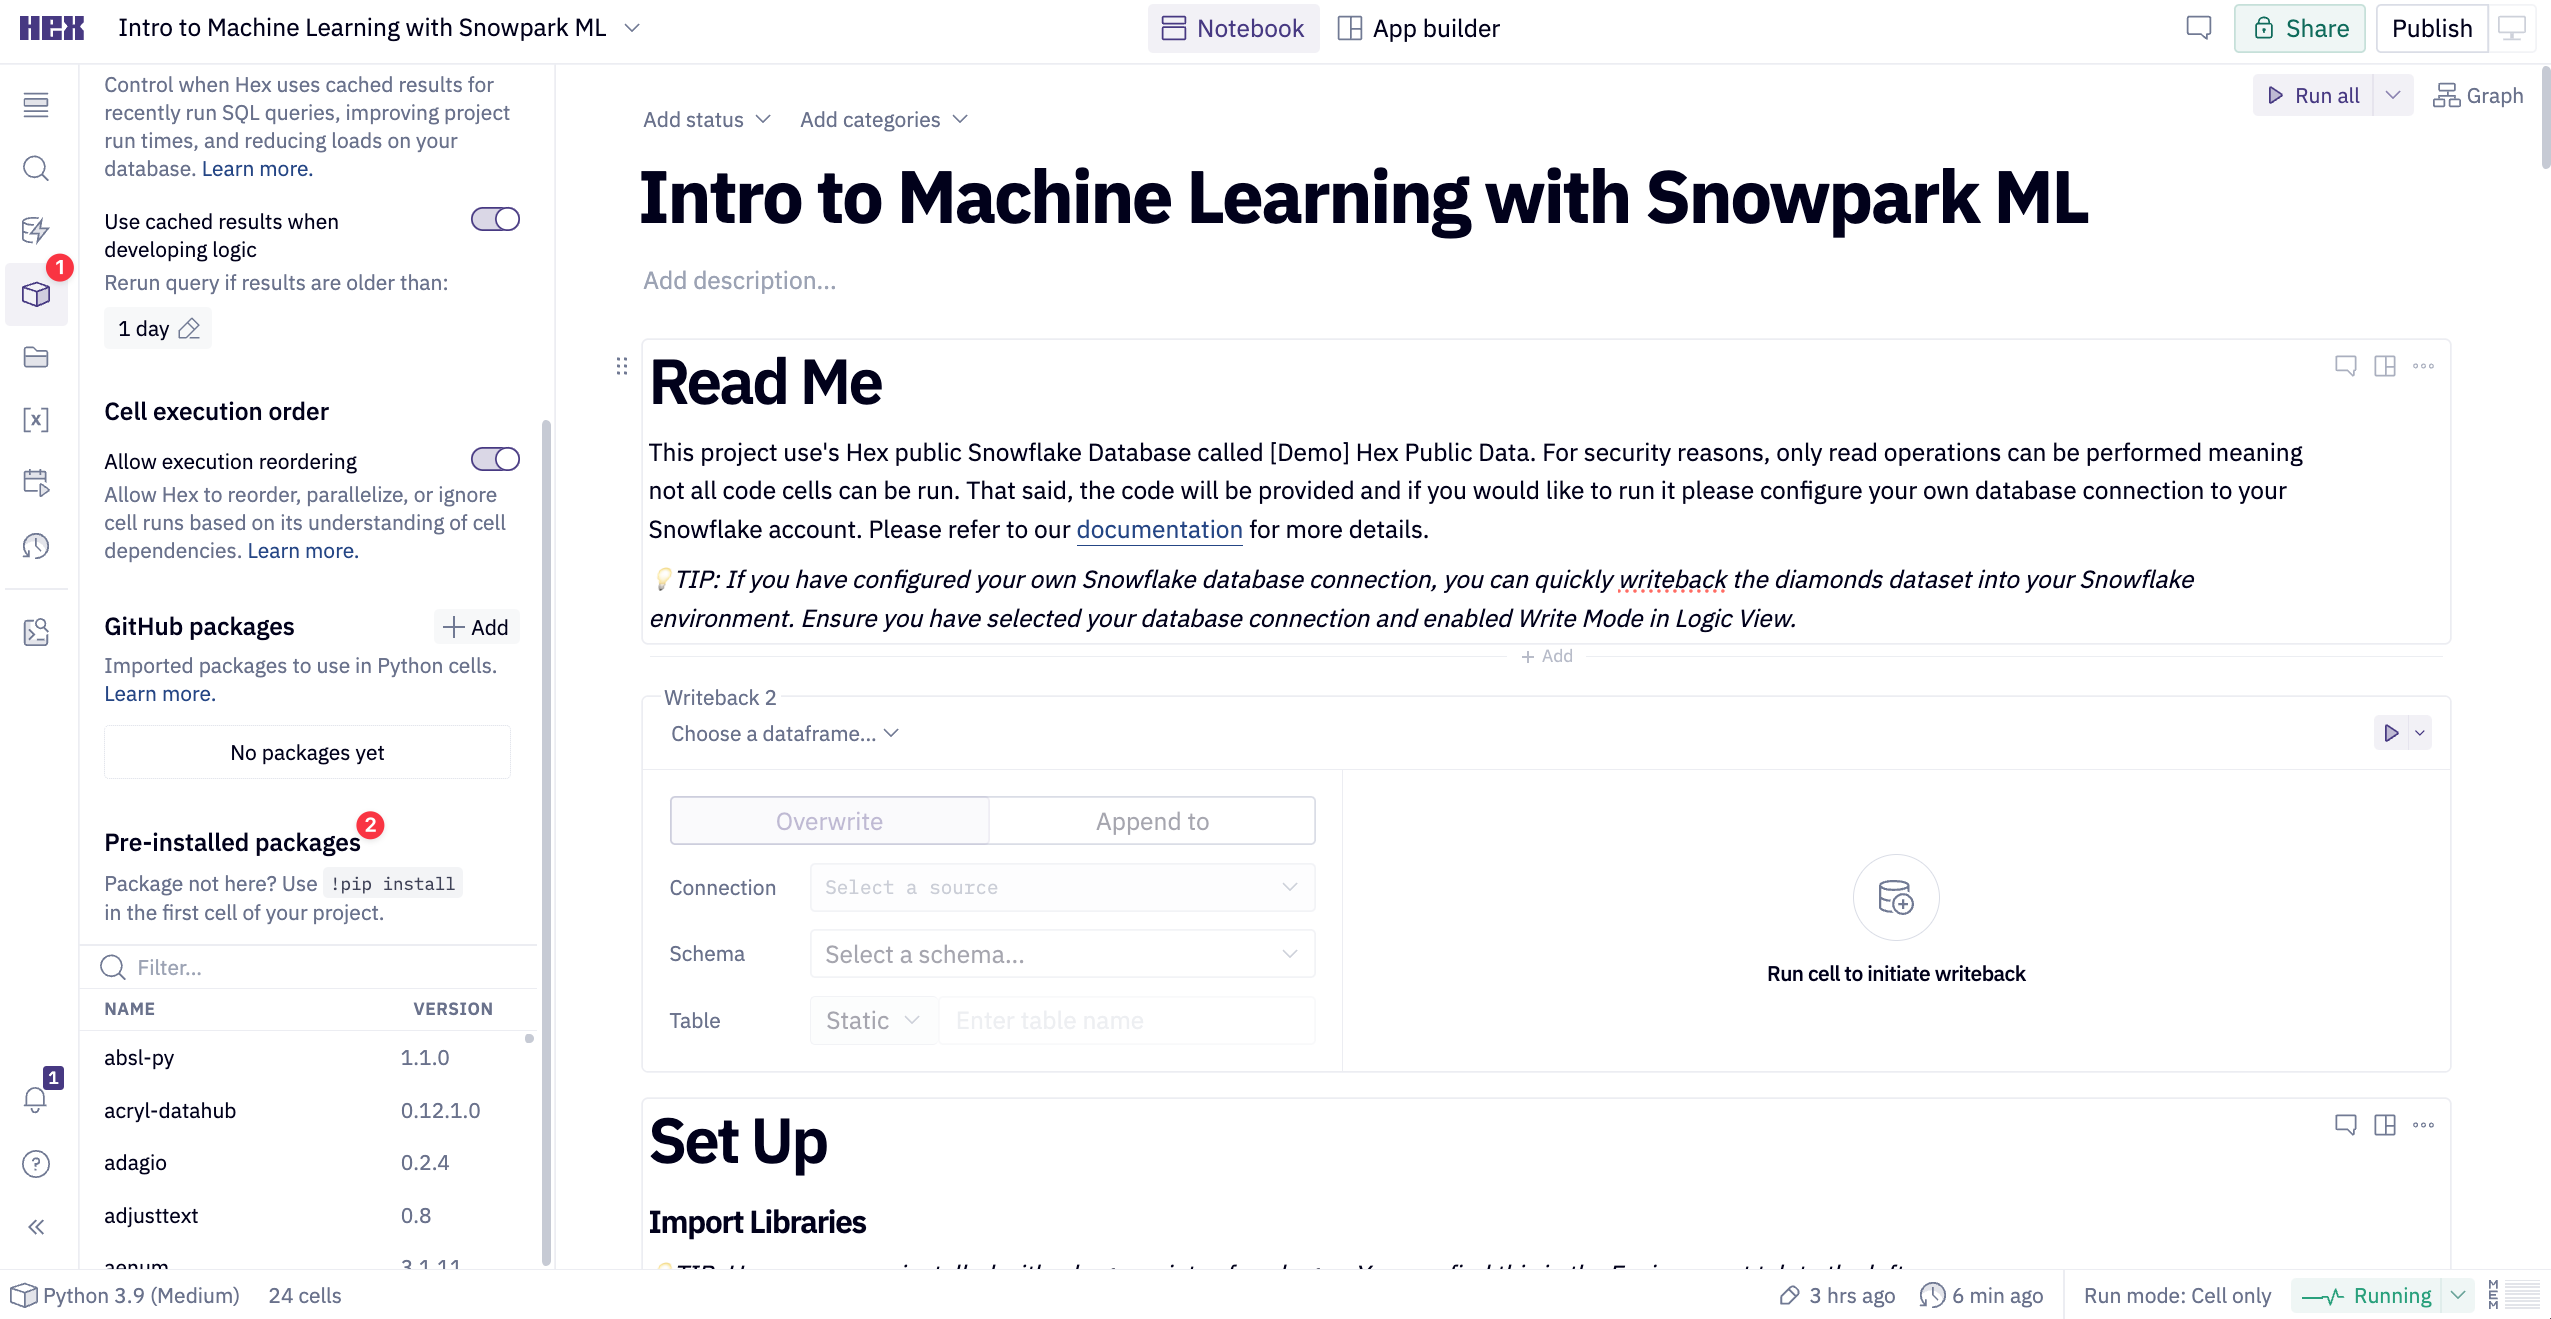 HEX
Intro to Machine Learning with Snowpark ML
Notebook
App builder
Share
Publish
Control when Hex uses cached results for
recently run SQL queries, improving project
run times, and reducing loads on your
database. Learn more.
Use cached results when
developing logic
Rerun query if results are older than:
1 day
1
Cell execution order
Allow execution reordering
Allow Hex to reorder, parallelize, or ignore
cell runs based on its understanding of cell
dependencies. Learn more.
GitHub packages
Add
Imported packages to use in Python cells.
Learn more.
No packages yet
Pre-installed packages
2
Package not here? Use !pip install
in the first cell of your project.
Filter...
NAME VERSION
absl-py 1.1.0
acryl-datahub 0.12.1.0
adagio 0.2.4
adjusttext 0.8
aenum 3.1.11
1
Run all
Graph
Add status
Add categories
Intro to Machine Learning with Snowpark ML
Add description...
Read Me
This project use's Hex public Snowflake Database called [Demo] Hex Public Data. For security reasons, only read operations can be performed meaning
not all code cells can be run. That said, the code will be provided and if you would like to run it please configure your own database connection to your
Snowflake account. Please refer to our documentation for more details.
💡TIP: If you have configured your own Snowflake database connection, you can quickly writeback the diamonds dataset into your Snowflake
environment. Ensure you have selected your database connection and enabled Write Mode in Logic View.
+ Add
Writeback 2
Choose a dataframe...
Overwrite
Append to
Connection Select a source
Schema Select a schema...
Table Static Enter table name
Run cell to initiate writeback
Set Up
Import Libraries
Python 3.9 (Medium)
24 cells
3 hrs ago
6 min ago
Run mode: Cell only
Running
MEM